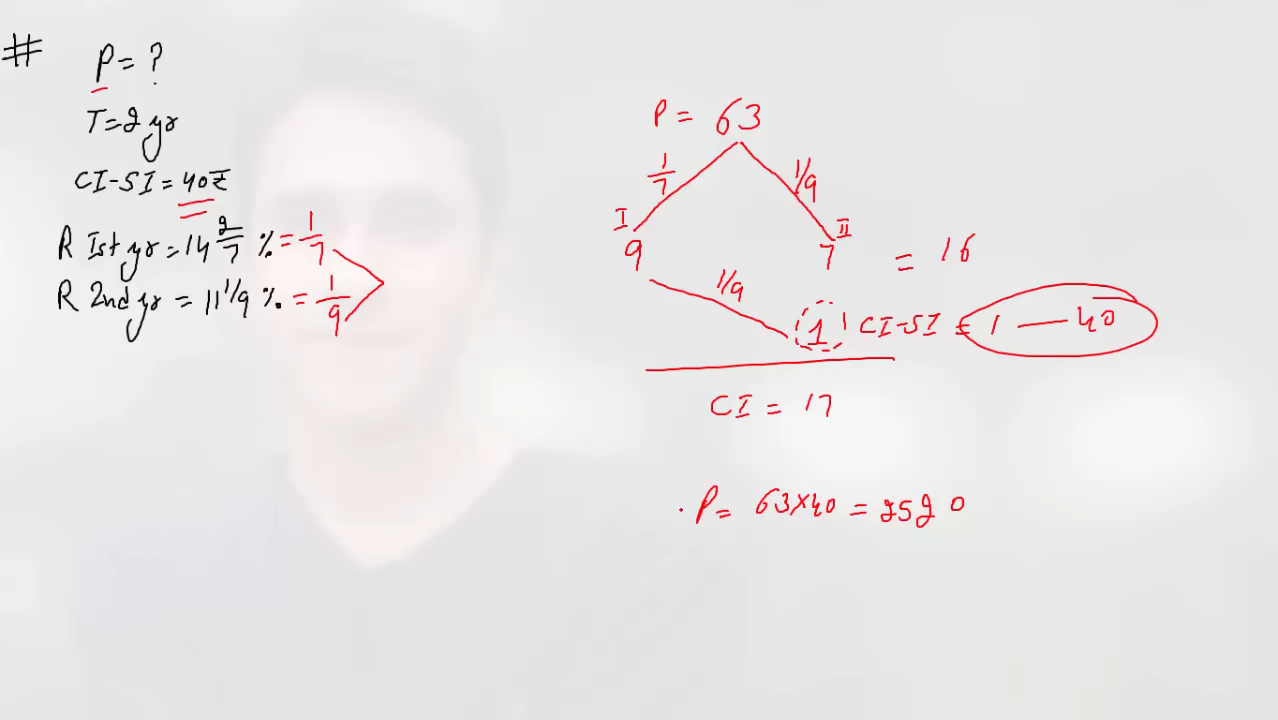 #
P = ?
T = 2 yr
CI-SI = 40₹
R Ist yr = 14 2/7 % = 1/7
R 2nd yr = 11 1/9 % = 1/9
P = 63
1/7 1/9
I II
9 7 = 16
1/9
1 CI-SI = 1 — 40
CI = 17
P = 63×40 = 2520